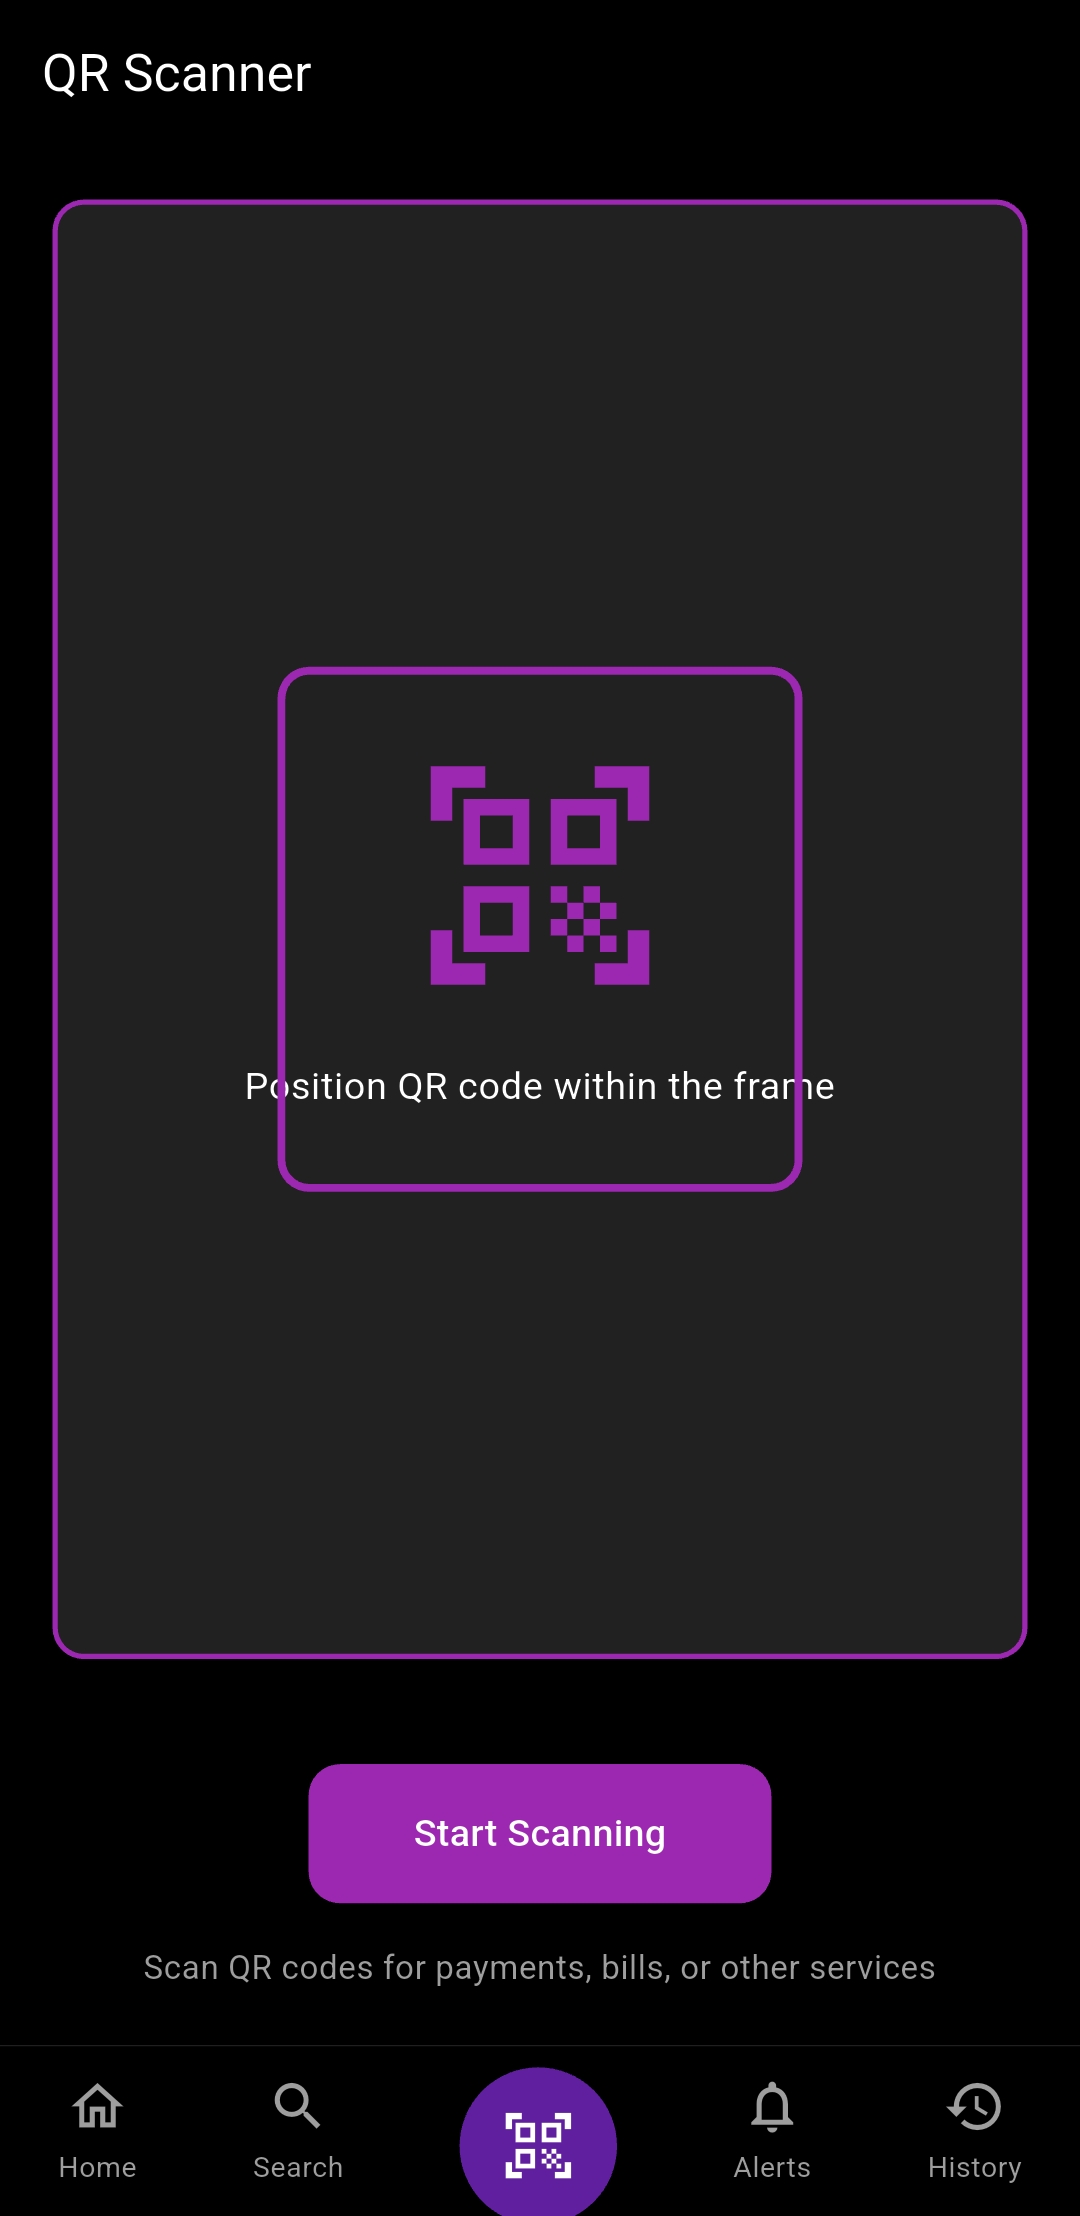 QR Scanner
Position QR code within the frame
Start Scanning
Scan QR codes for payments, bills, or other services
Home
Search
Alerts
History